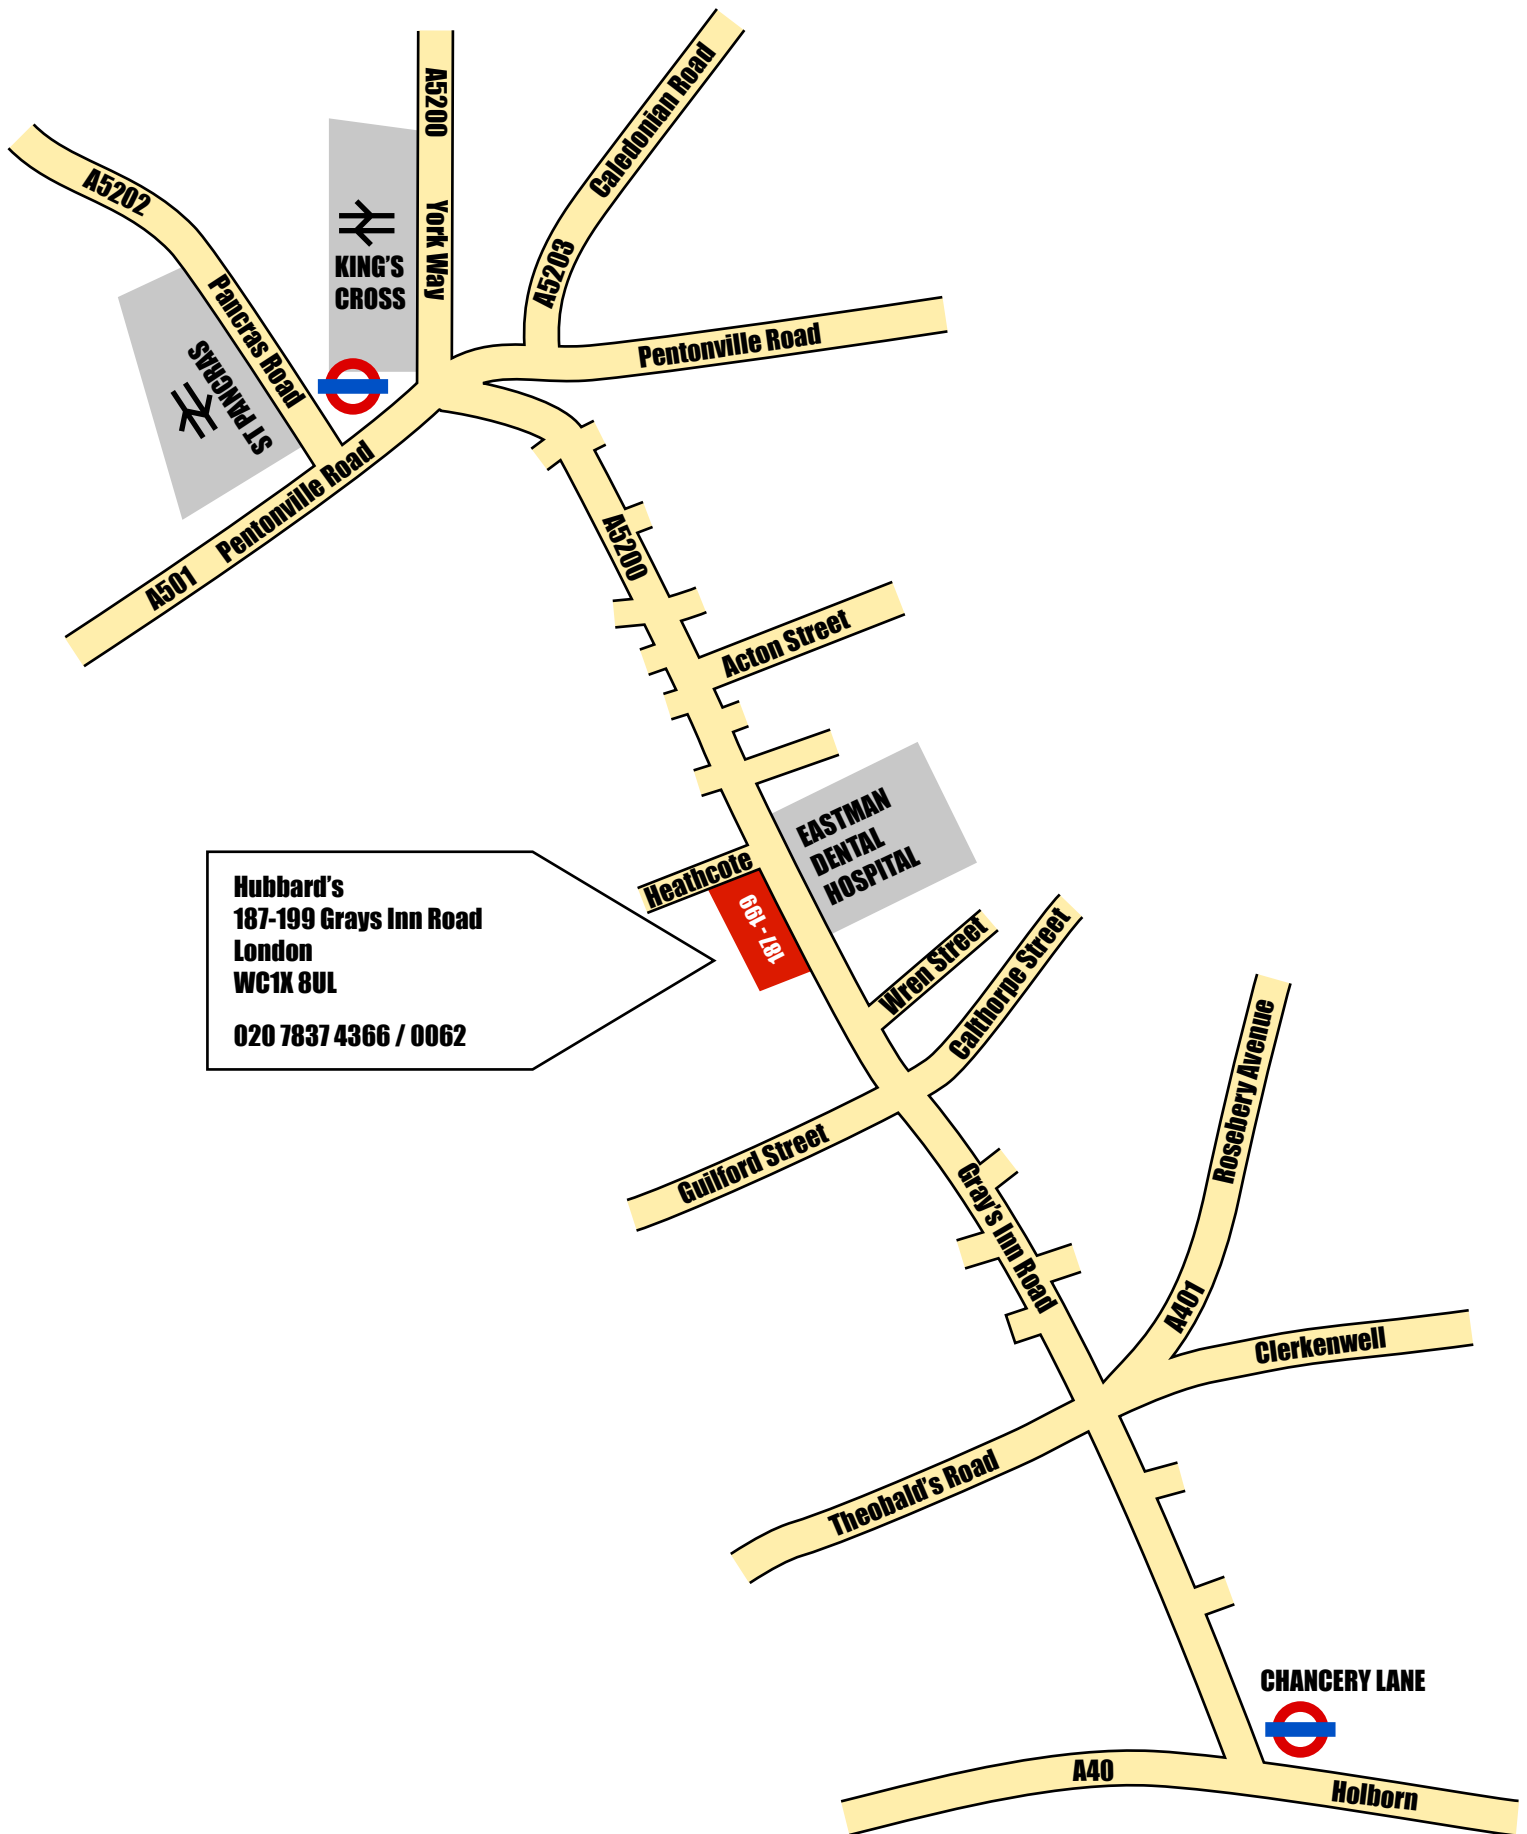 A5200
York Way
Caledonian Road
A5203
A5202
Pancras Road
KING'S
CROSS
ST PANCRAS
Pentonville Road
A501 Pentonville Road
A5200
Acton Street
EASTMAN
DENTAL
HOSPITAL
Heathcote
187 - 199
Hubbard's
187-199 Grays Inn Road
London
WC1X 8UL
020 7837 4366 / 0062
Wren Street
Calthorpe Street
Guilford Street
Gray's Inn Road
Rosebery Avenue
A401
Clerkenwell
Theobald's Road
CHANCERY LANE
A40
Holborn